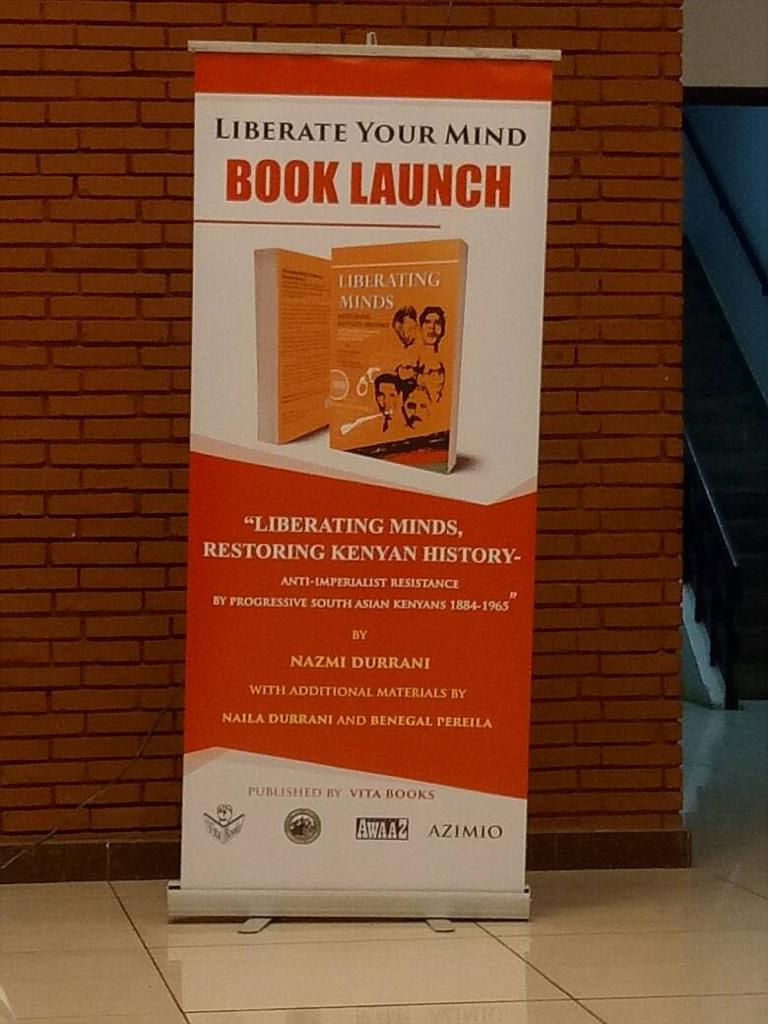 LIBERATE YOUR MIND
BOOK LAUNCH
LIBERATING
MINDS
“LIBERATING MINDS,
RESTORING KENYAN HISTORY-
ANTI-IMPERIALIST RESISTANCE
BY PROGRESSIVE SOUTH ASIAN KENYANS 1884-1965”
BY
NAZMI DURRANI
WITH ADDITIONAL MATERIALS BY
NAILA DURRANI AND BENEGAL PEREILA
PUBLISHED BY VITA BOOKS
Vita Books
AWAAZ
AZIMIO